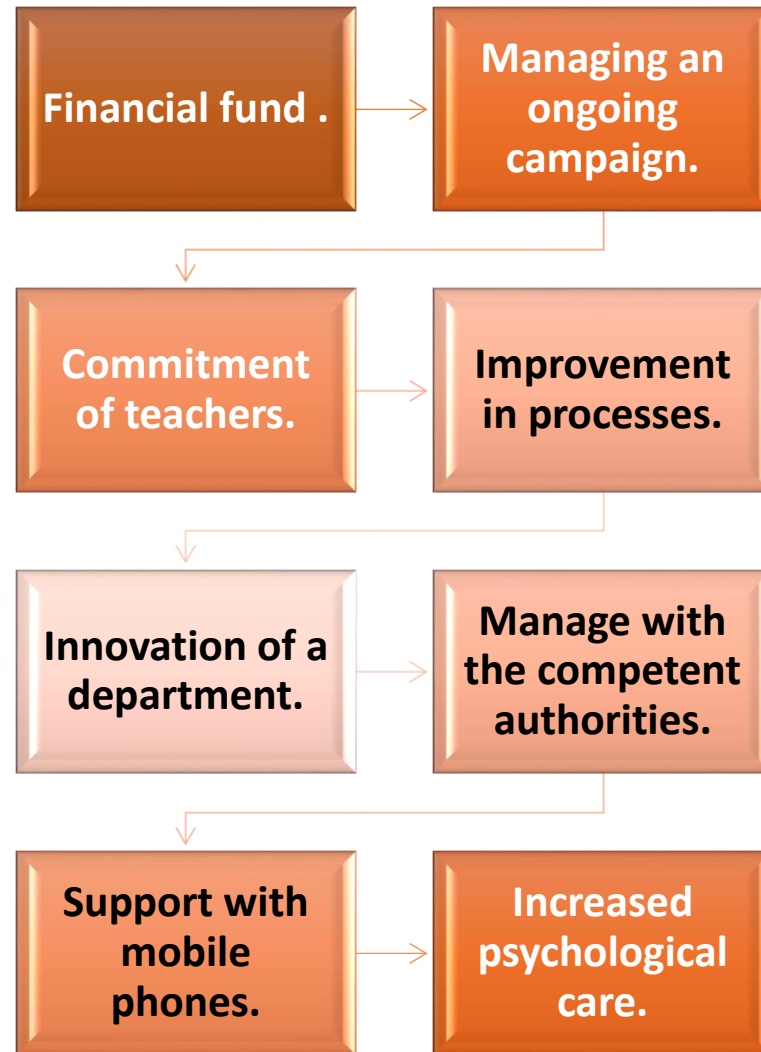 Financial fund .
Managing an
ongoing
campaign.
Commitment
of teachers.
Improvement
in processes.
Innovation of a
department.
Manage with
the competent
authorities.
Support with
mobile
phones.
Increased
psychological
care.